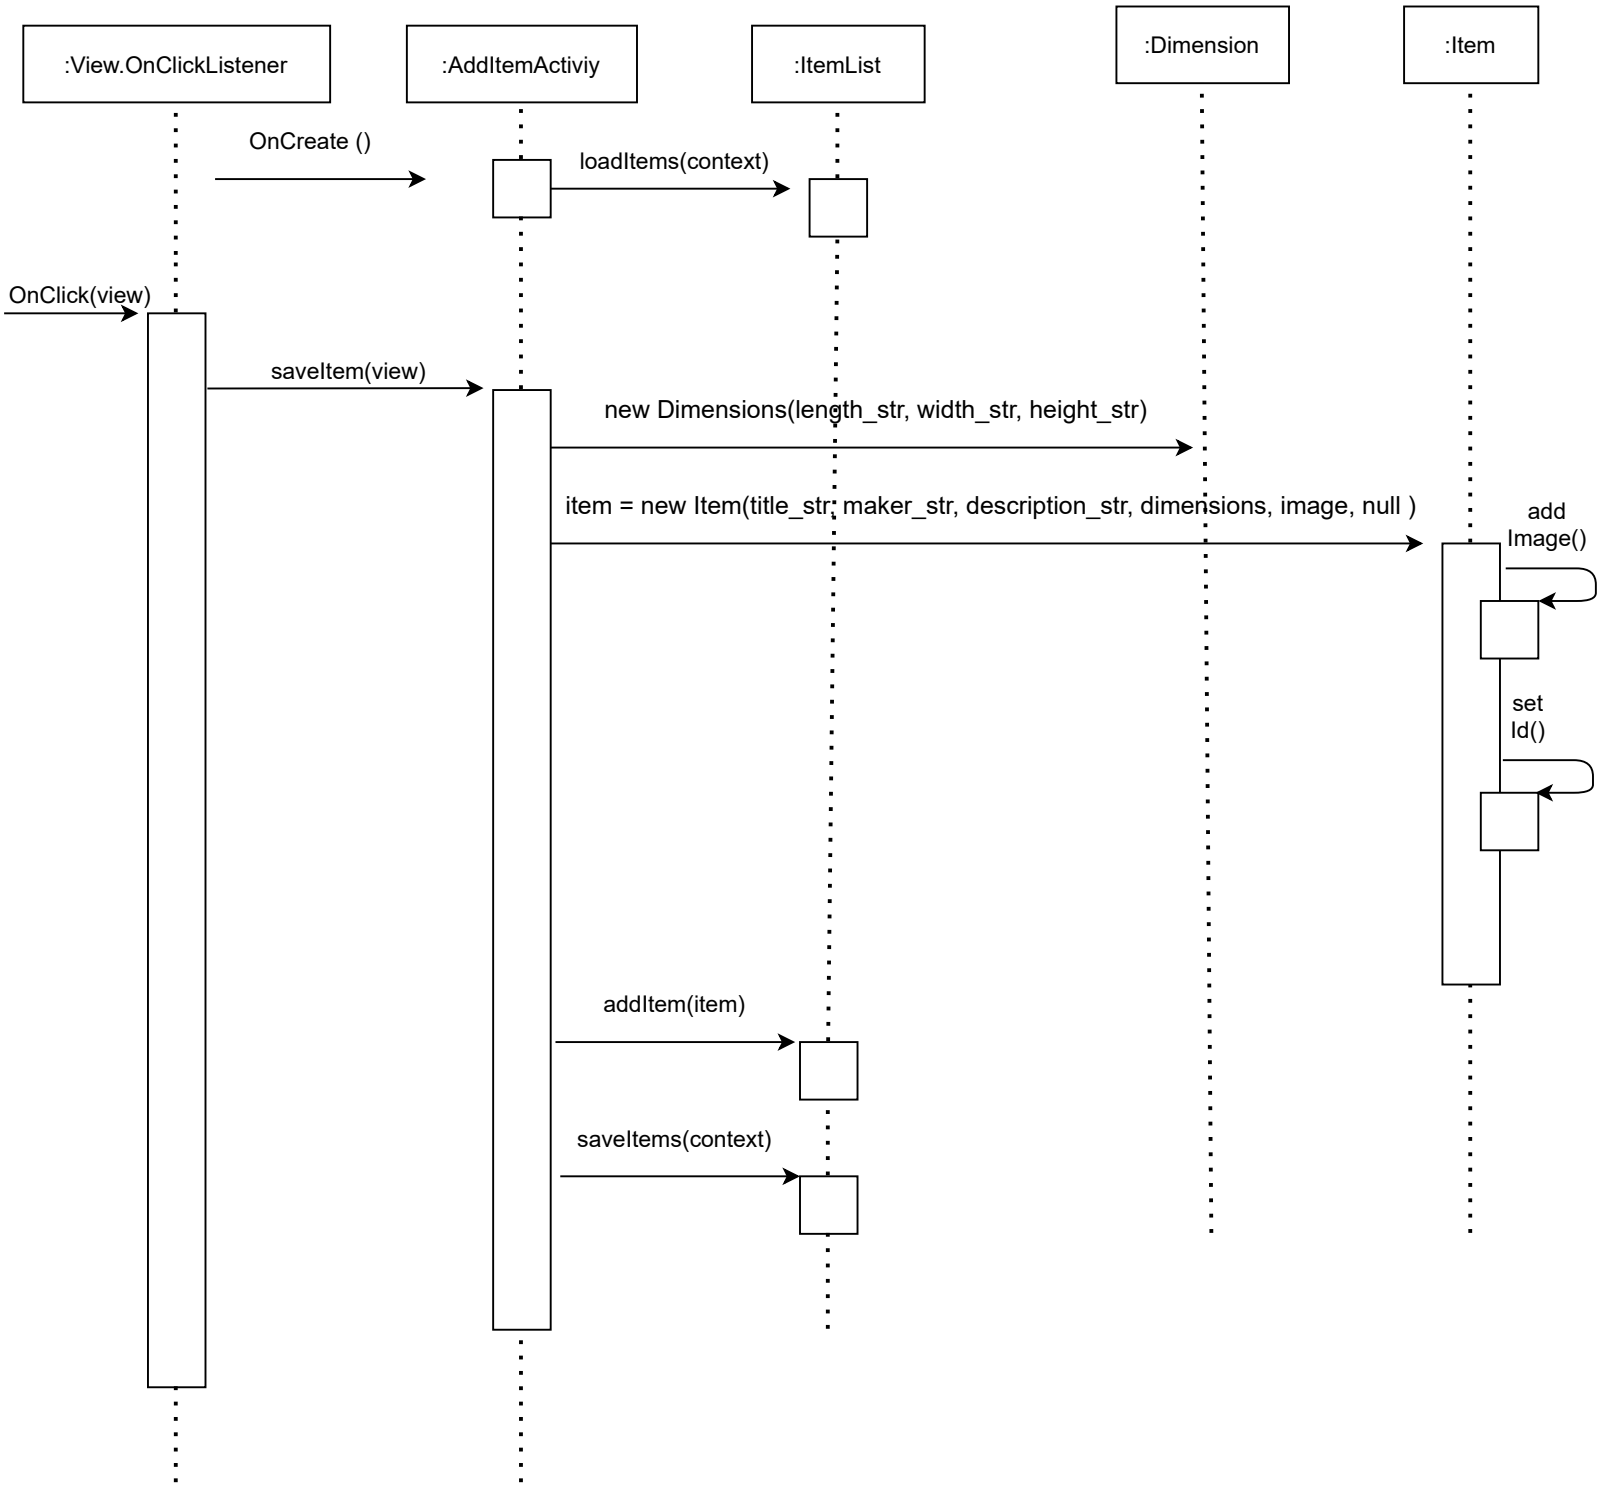 :View.OnClickListener
:AddItemActiviy
:ItemList
:Dimension
:Item
OnCreate ()
loadItems(context)
OnClick(view)
saveItem(view)
new Dimensions(length_str, width_str, height_str)
item = new Item(title_str, maker_str, description_str, dimensions, image, null )
add
Image()
set
Id()
addItem(item)
saveItems(context)